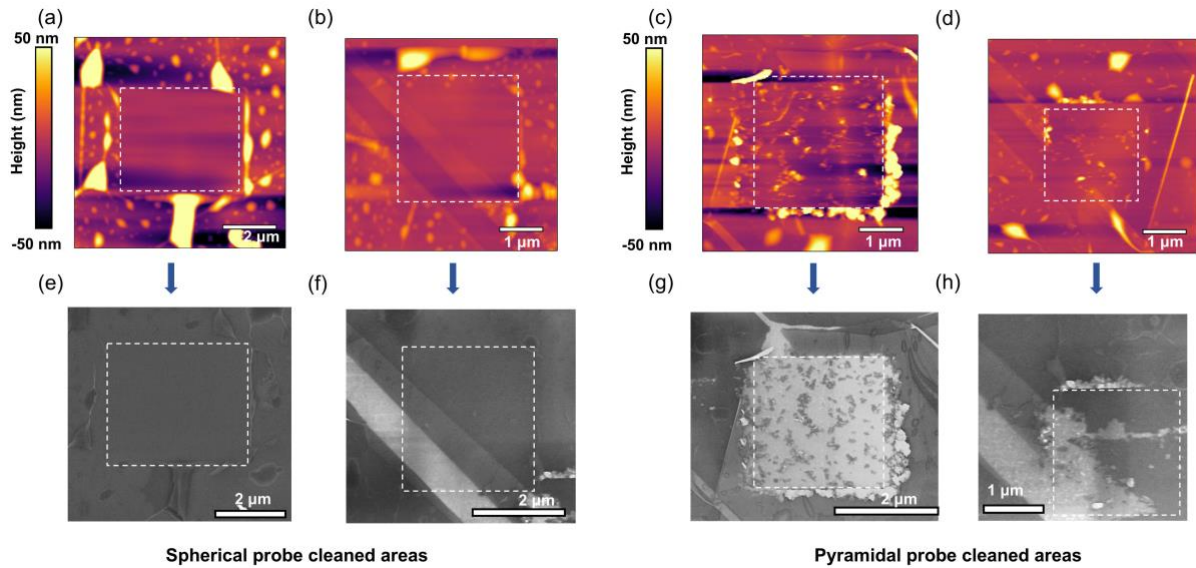 (a)
(b)
(c)
(d)
50 nm
Height (nm)
-50 nm
2 µm
1 µm
50 nm
Height (nm)
-50 nm
1 µm
1 µm
(e)
(f)
(g)
(h)
2 µm
2 µm
2 µm
1 µm
Spherical probe cleaned areas
Pyramidal probe cleaned areas